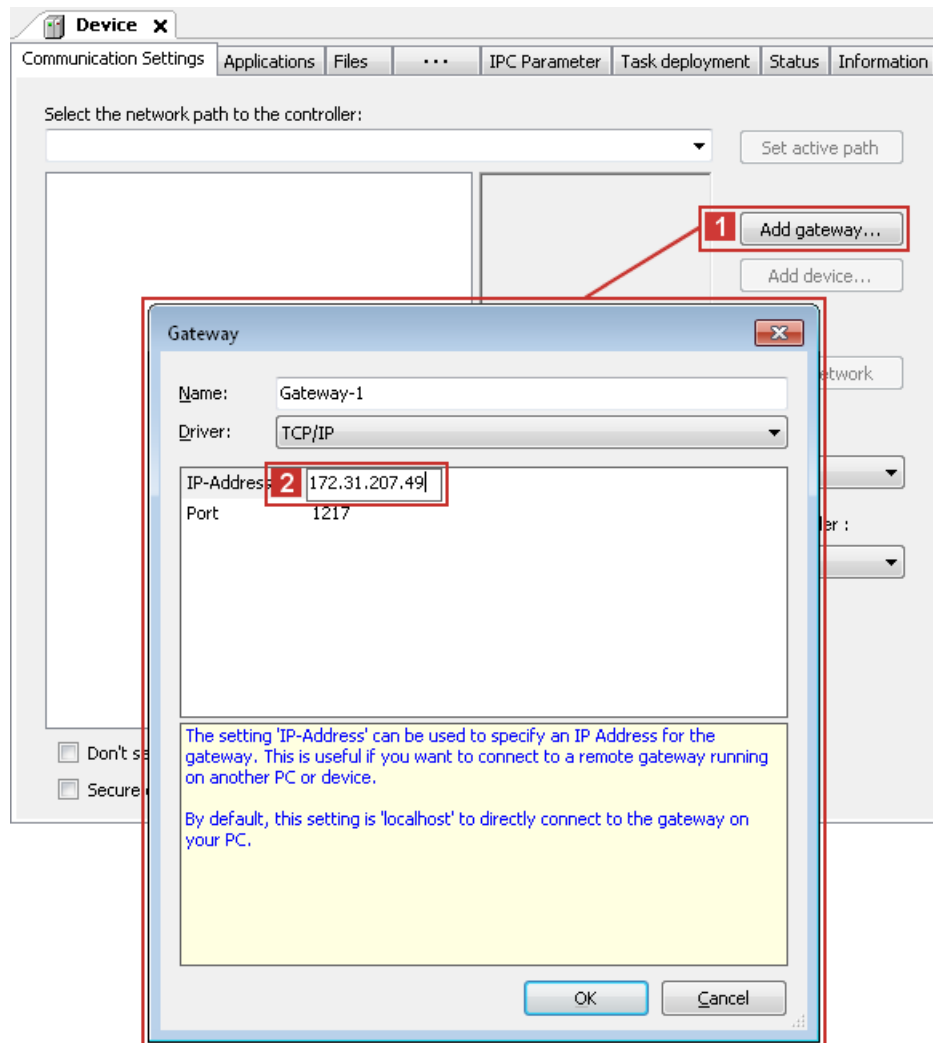 Device
Communication Settings Applications Files ... IPC Parameter Task deployment Status Information
Select the network path to the controller:
Set active path
1 Add gateway...
Add device...
Gateway
etwork
Name: Gateway-1
Driver: TCP/IP
IP-Address 2 172.31.207.49
Port 1217
er :
The setting 'IP-Address' can be used to specify an IP Address for the
gateway. This is useful if you want to connect to a remote gateway running
on another PC or device.
By default, this setting is 'localhost' to directly connect to the gateway on
your PC.
Don't s
Secure
OK Cancel